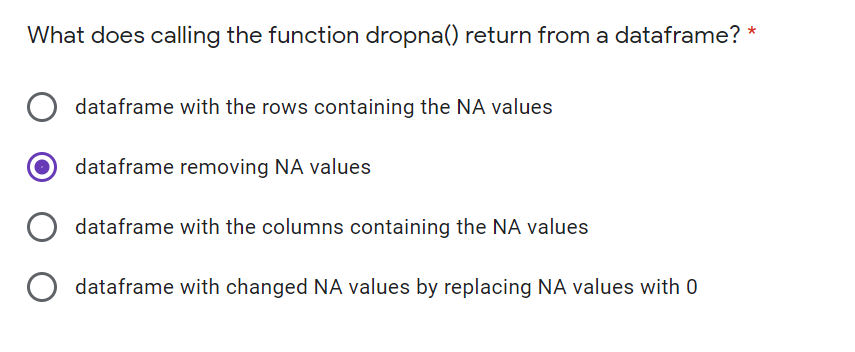 What does calling the function dropna() return from a dataframe? *
dataframe with the rows containing the NA values
dataframe removing NA values
dataframe with the columns containing the NA values
dataframe with changed NA values by replacing NA values with 0